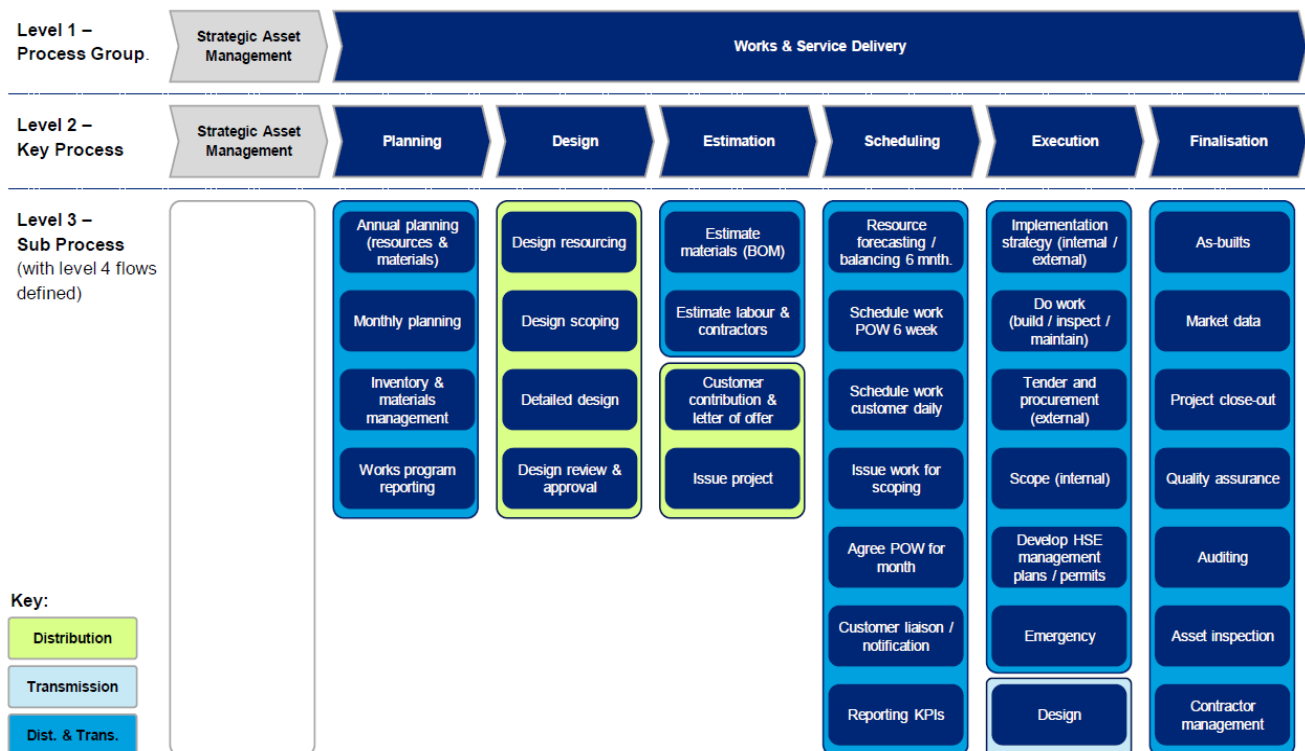 Level 1 –
Process Group.
Strategic Asset
Management
Works & Service Delivery
Level 2 –
Key Process
Strategic Asset
Management
Planning
Design
Estimation
Scheduling
Execution
Finalisation
Level 3 –
Sub Process
(with level 4 flows
defined)
Annual planning
(resources &
materials)
Monthly planning
Inventory &
materials
management
Works program
reporting
Design resourcing
Design scoping
Detailed design
Design review &
approval
Estimate
materials (BOM)
Estimate labour &
contractors
Customer
contribution &
letter of offer
Issue project
Resource
forecasting /
balancing 6 mnth.
Schedule work
POW 6 week
Schedule work
customer daily
Issue work for
scoping
Agree POW for
month
Customer liaison /
notification
Reporting KPIs
Implementation
strategy (internal /
external)
Do work
(build / inspect /
maintain)
Tender and
procurement
(external)
Scope (internal)
Develop HSE
management
plans / permits
Emergency
Design
As-builts
Market data
Project close-out
Quality assurance
Auditing
Asset inspection
Contractor
management
Key:
Distribution
Transmission
Dist. & Trans.